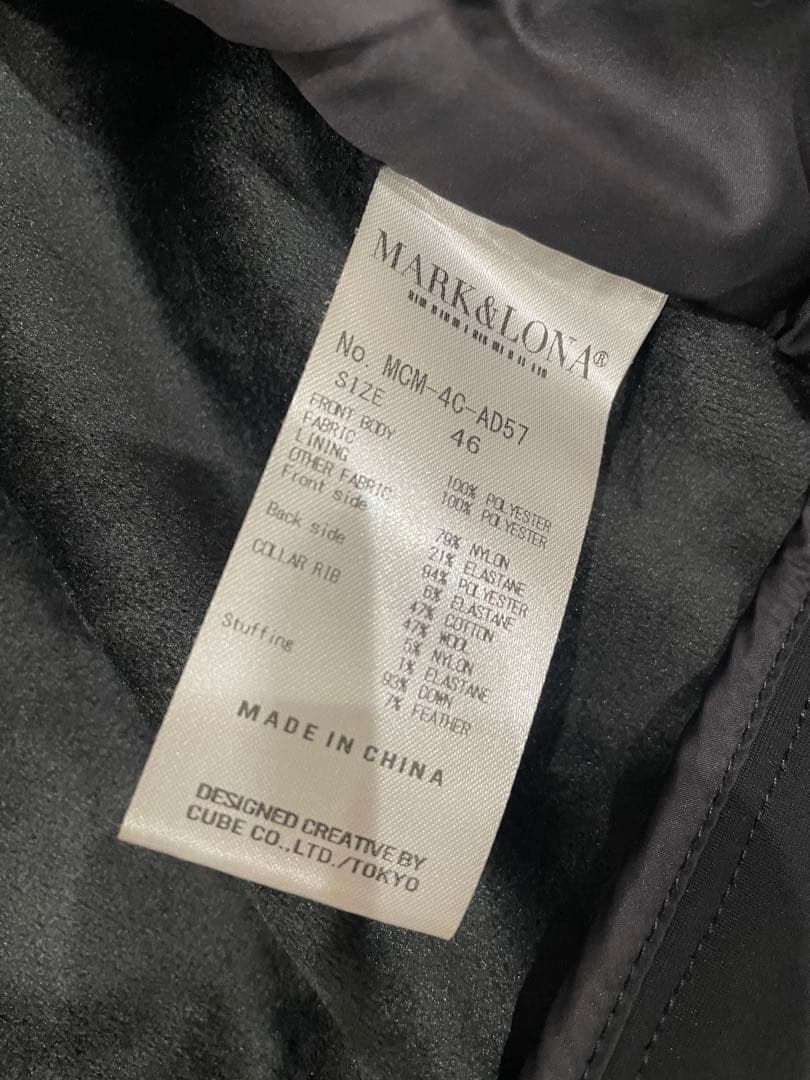 MARK&LONA®
No. MCM-4C-AD57
SIZE 46
FRONT BODY
FABRIC 100% POLYESTER
LINING 100% POLYESTER
OTHER FABRIC
Front side 79% NYLON
21% ELASTANE
Back side 94% POLYESTER
6% ELASTANE
COLLAR RIB 47% COTTON
47% WOOL
5% NYLON
1% ELASTANE
Stuffing 93% DOWN
7% FEATHER
MADE IN CHINA
DESIGNED CREATIVE BY
CUBE CO.,LTD./TOKYO